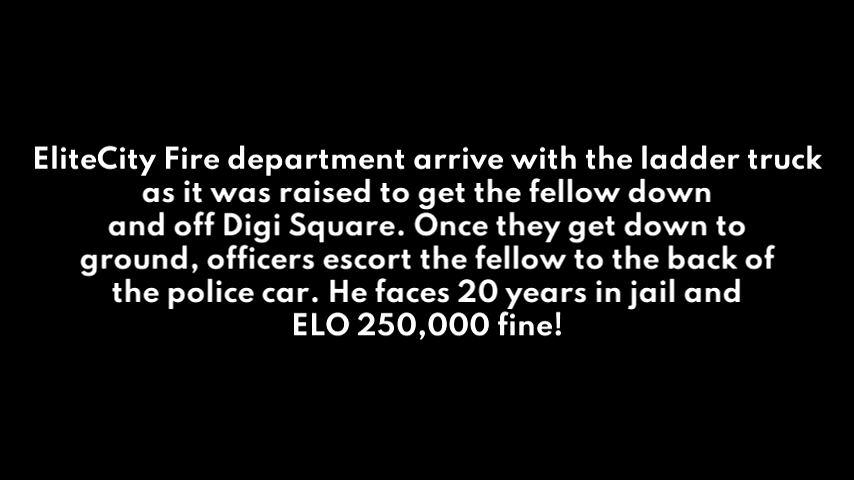 EliteCity Fire department arrive with the ladder truck
as it was raised to get the fellow down
and off Digi Square. Once they get down to
ground, officers escort the fellow to the back of
the police car. He faces 20 years in jail and
ELO 250,000 fine!